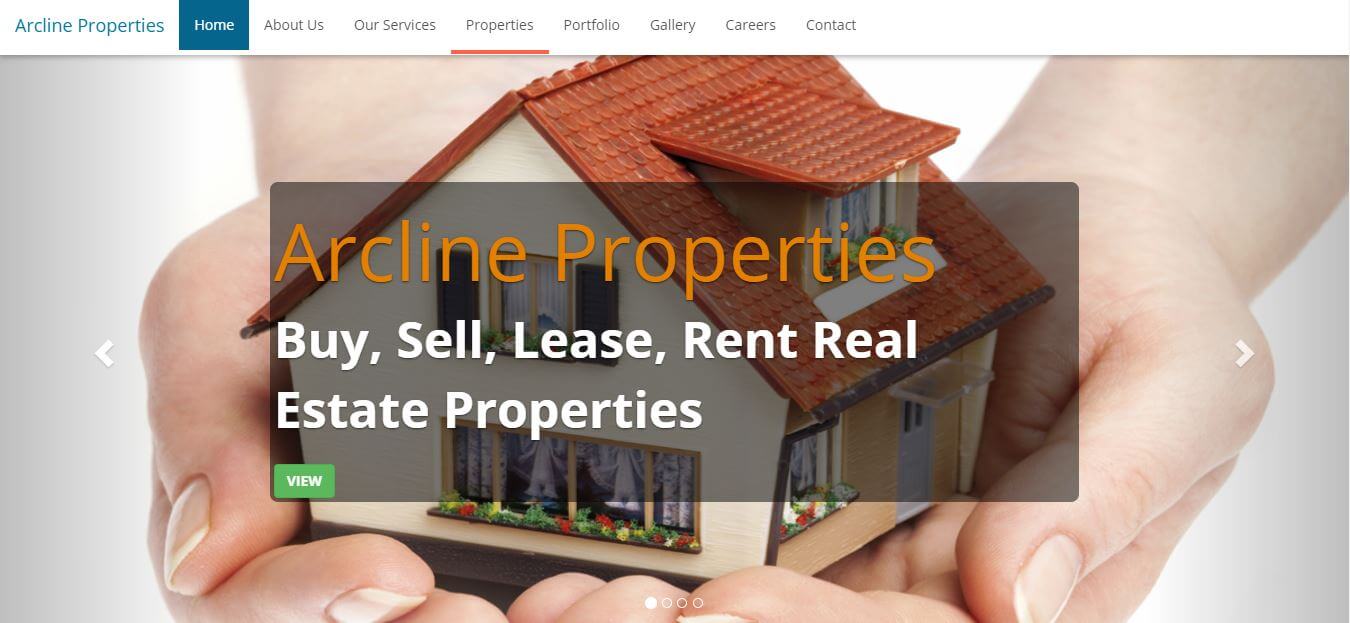 Arcline Properties Home About Us Our Services Properties Portfolio Gallery Careers Contact
Arcline Properties
Buy, Sell, Lease, Rent Real
Estate Properties
VIEW